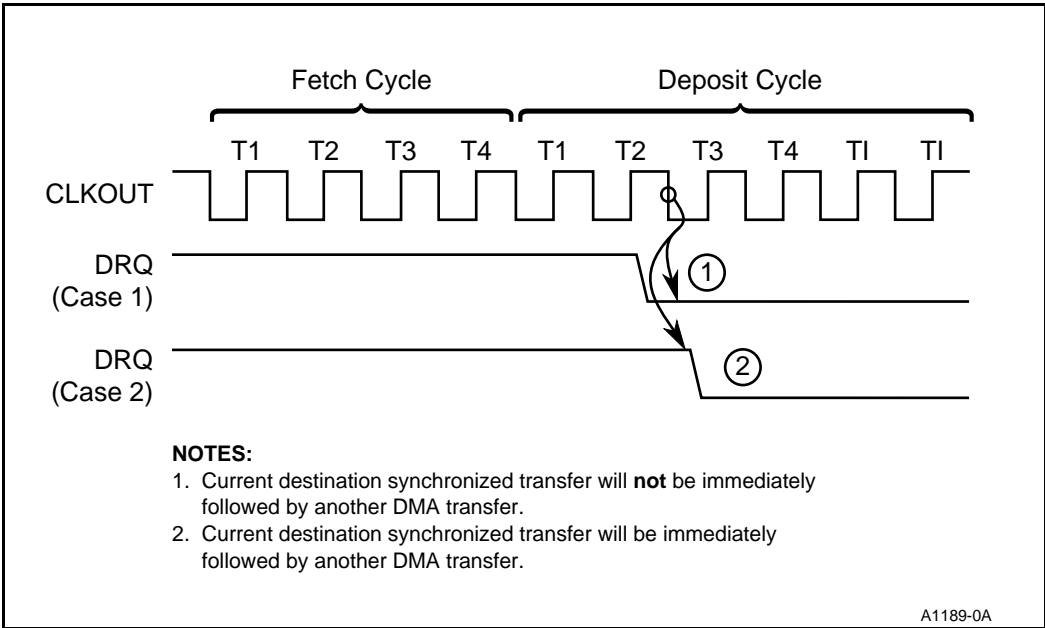 Fetch Cycle Deposit Cycle
T1 T2 T3 T4 T1 T2 T3 T4 TI TI
CLKOUT
DRQ
(Case 1)
1
DRQ
(Case 2)
2
NOTES:
1. Current destination synchronized transfer will not be immediately
followed by another DMA transfer.
2. Current destination synchronized transfer will be immediately
followed by another DMA transfer.
A1189-0A